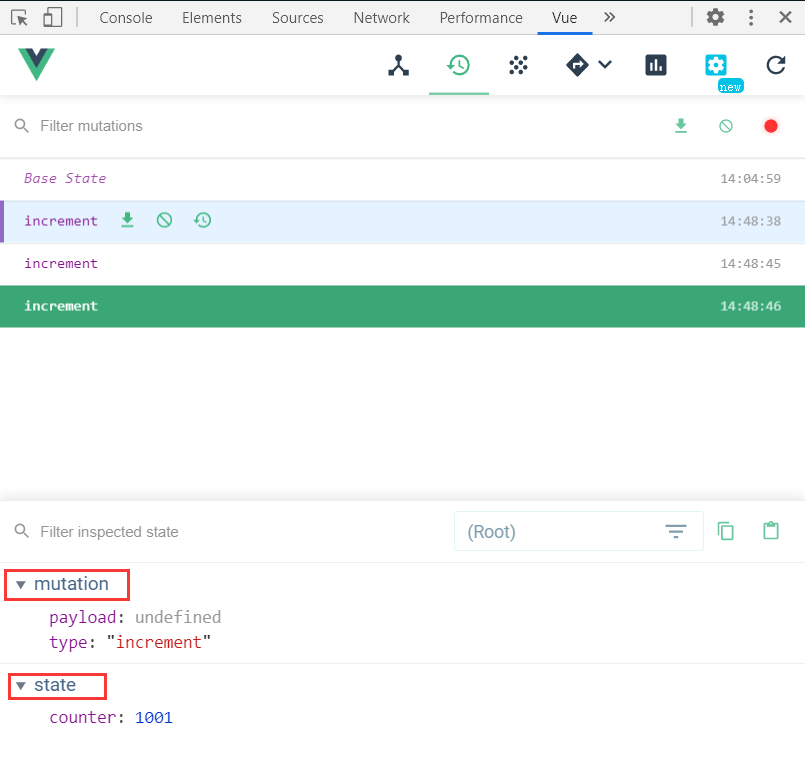 Console Elements Sources Network Performance Vue
new
Filter mutations
Base State 14:04:59
increment 14:48:38
increment 14:48:45
increment 14:48:46
Filter inspected state (Root)
mutation
payload: undefined
type: "increment"
state
counter: 1001